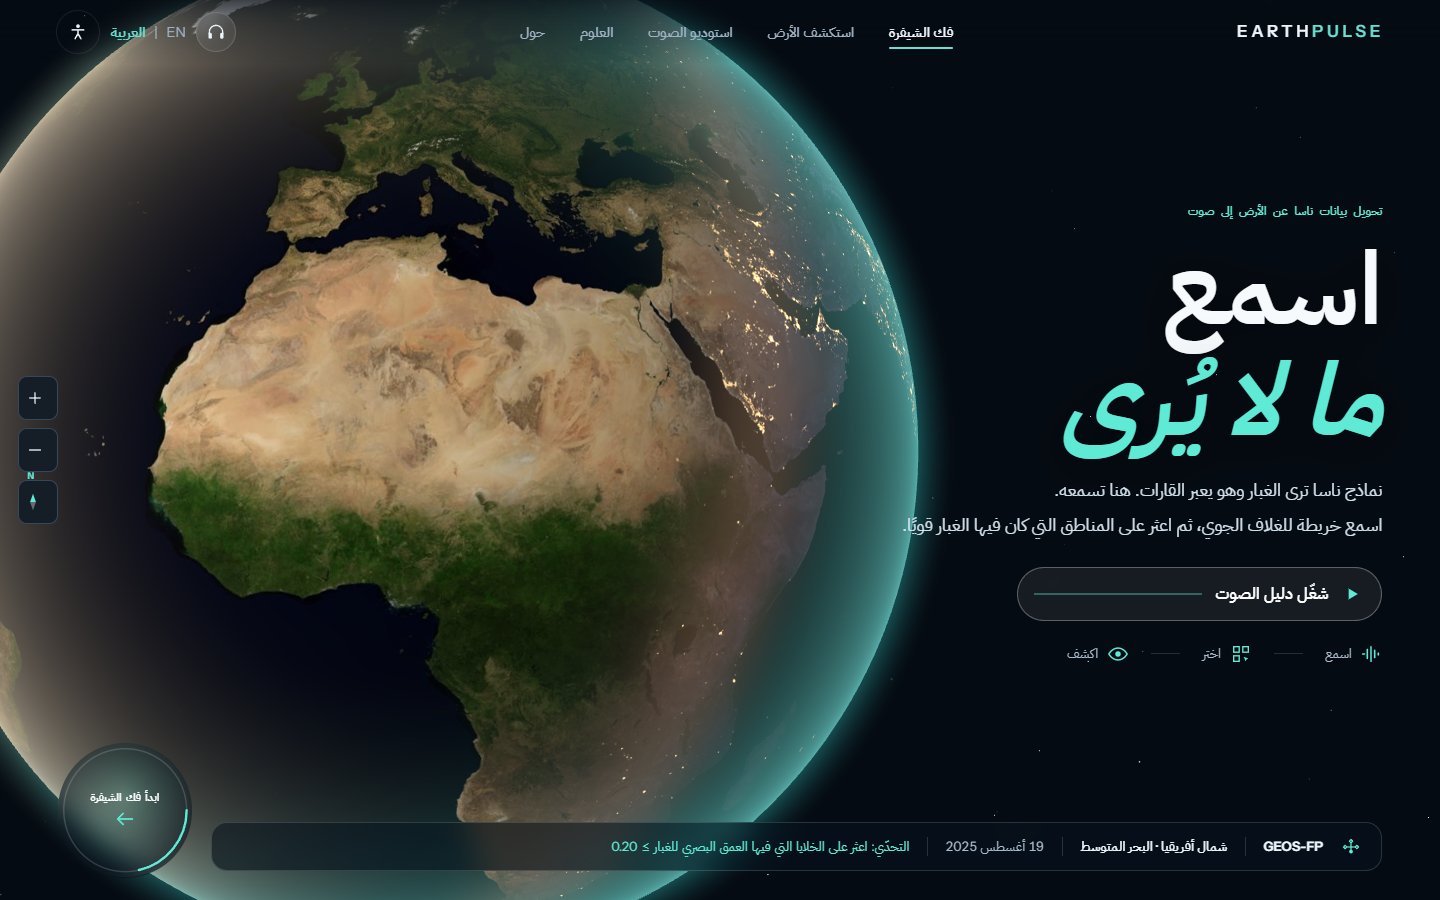 EARTHPULSE
فك الشيفرة
استكشف الأرض
استوديو الصوت
العلوم
حول
EN | العربية
تحويل بيانات ناسا عن الأرض إلى صوت
اسمع
ما لا يُرى
نماذج ناسا ترى الغبار وهو يعبر القارات. هنا تسمعه.
اسمع خريطة للغلاف الجوي، ثم اعثر على المناطق التي كان فيها الغبار قويًا.
شغّل دليل الصوت
اسمع
اختر
اكشف
N
GEOS-FP
شمال أفريقيا · البحر المتوسط
19 أغسطس 2025
التحدّي: اعثر على الخلايا التي فيها العمق البصري للغبار ≥ 0.20
ابدأ فك الشيفرة